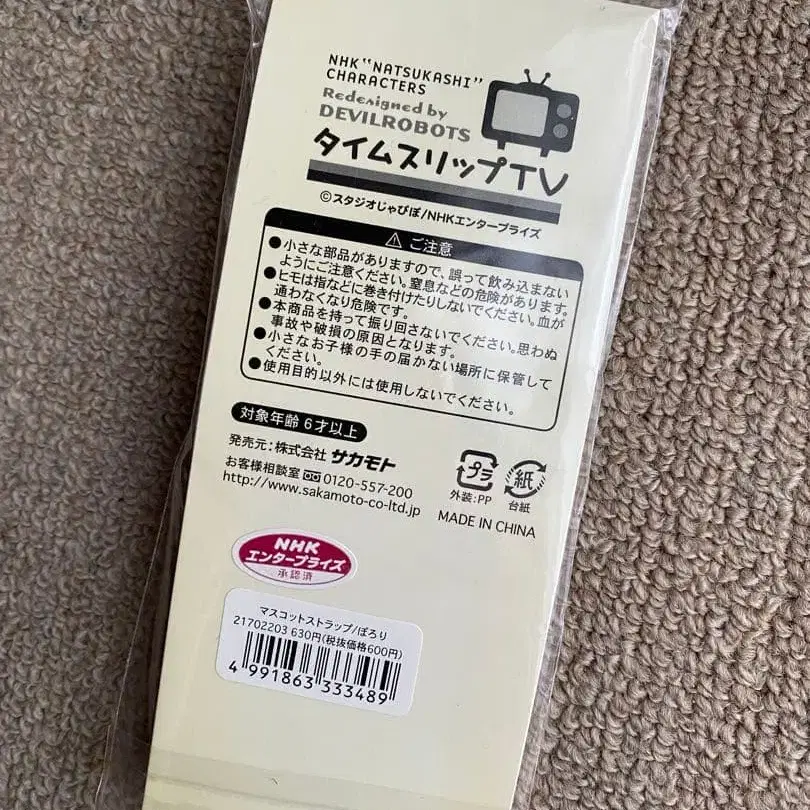 NHK "NATSUKASHI"
CHARACTERS
Redesigned by
DEVILROBOTS
タイムスリップTV
©スタジオじゃぴぽ/NHKエンタープライズ
⚠ ご注意
●小さな部品がありますので、誤って飲み込まない
ようにご注意ください。窒息などの危険があります。
●ヒモは指などに巻き付けたりしないでください。血が
通わなくなり危険です。
●本商品を持って振り回さないでください。思わぬ
事故や破損の原因となります。
●小さなお子様の手の届かない場所に保管して
ください。
●使用目的以外には使用しないでください。
対象年齢 6才以上
発売元:株式会社 サカモト
お客様相談室 0120-557-200
http://www.sakamoto-co-ltd.jp
プラ
外装:PP
紙
台紙
MADE IN CHINA
NHK
エンタープライズ
承認済
マスコットストラップ/ぽろり
21702203 630円(税抜価格600円)
4 991863 333489